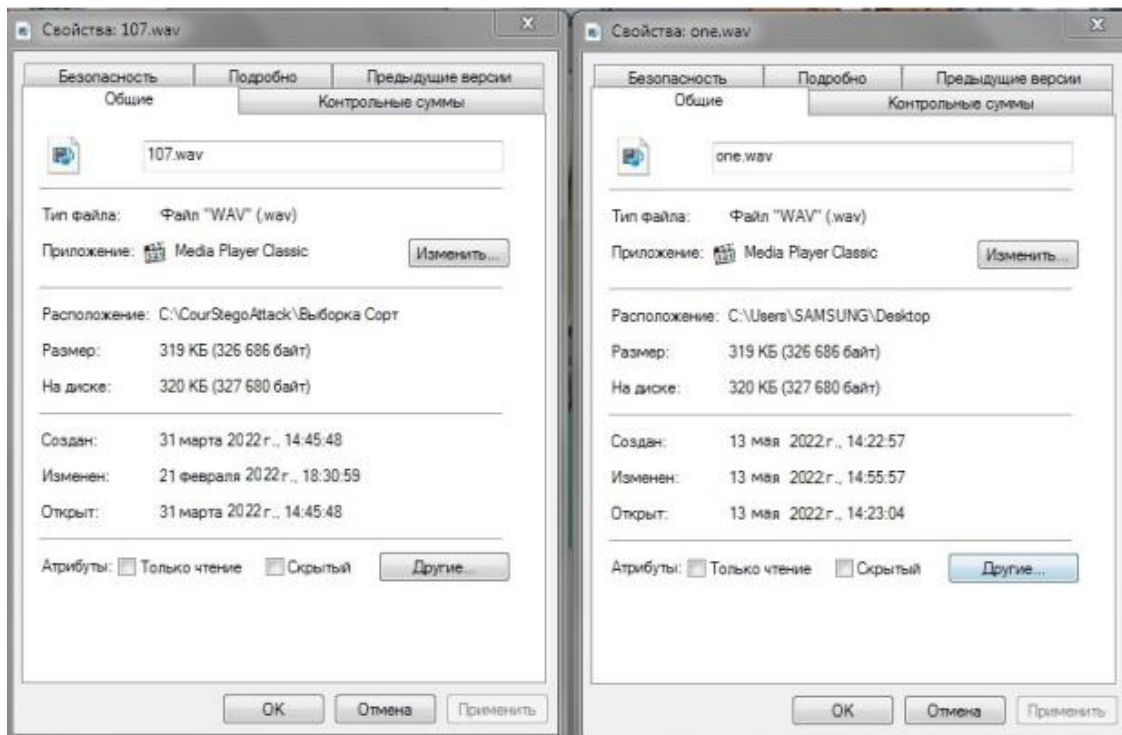 Свойства: 107.wav
Безопасность Подробно Предыдущие версии
Общие Контрольные суммы
107.wav
Тип файла: Файл "WAV" (.wav)
Приложение: Media Player Classic Изменить...
Расположение: C:\CourStegoAttack\Выборка Сорт
Размер: 319 КБ (326 686 байт)
На диске: 320 КБ (327 680 байт)
Создан: 31 марта 2022 г., 14:45:48
Изменен: 21 февраля 2022 г., 18:30:59
Открыт: 31 марта 2022 г., 14:45:48
Атрибуты: Только чтение Скрытый Другие...
OK Отмена Применить
Свойства: one.wav
Безопасность Подробно Предыдущие версии
Общие Контрольные суммы
one.wav
Тип файла: Файл "WAV" (.wav)
Приложение: Media Player Classic Изменить...
Расположение: C:\Users\SAMSUNG\Desktop
Размер: 319 КБ (326 686 байт)
На диске: 320 КБ (327 680 байт)
Создан: 13 мая 2022 г., 14:22:57
Изменен: 13 мая 2022 г., 14:55:57
Открыт: 13 мая 2022 г., 14:23:04
Атрибуты: Только чтение Скрытый Другие...
OK Отмена Применить